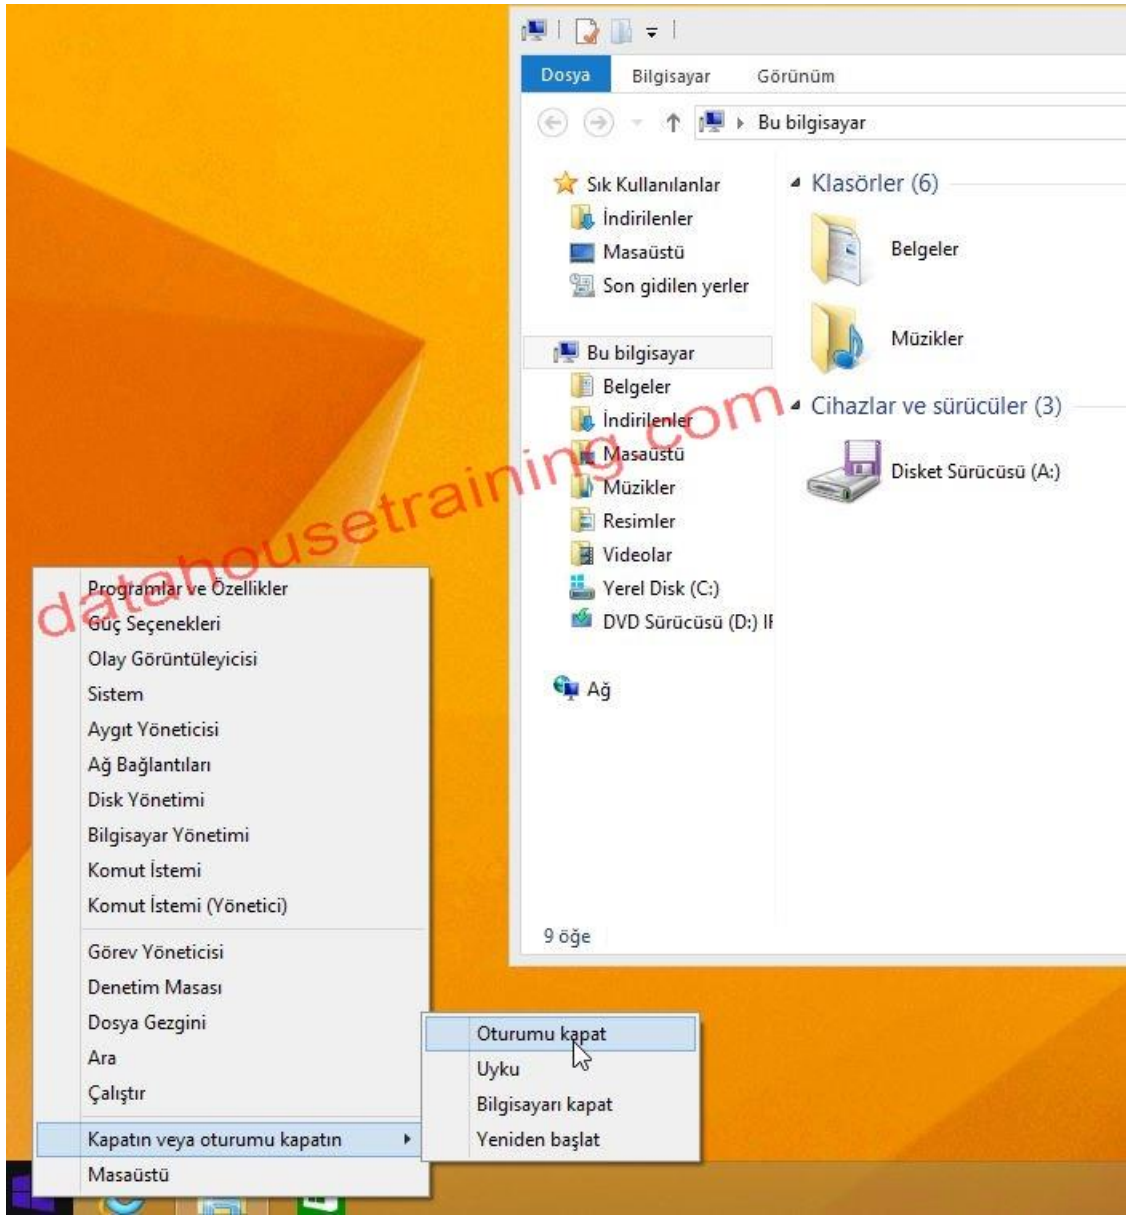 Dosya Bilgisayar Görünüm
Bu bilgisayar
Sık Kullanılanlar
İndirilenler
Masaüstü
Son gidilen yerler
Bu bilgisayar
Belgeler
İndirilenler
Masaüstü
Müzikler
Resimler
Videolar
Yerel Disk (C:)
DVD Sürücüsü (D:) IF
Ağ
Klasörler (6)
Belgeler
Müzikler
Cihazlar ve sürücüler (3)
Disket Sürücüsü (A:)
9 öğe
datahousetraining.com
Programlar ve Özellikler
Güç Seçenekleri
Olay Görüntüleyicisi
Sistem
Aygıt Yöneticisi
Ağ Bağlantıları
Disk Yönetimi
Bilgisayar Yönetimi
Komut İstemi
Komut İstemi (Yönetici)
Görev Yöneticisi
Denetim Masası
Dosya Gezgini
Ara
Çalıştır
Kapatın veya oturumu kapatın
Masaüstü
Oturumu kapat
Uyku
Bilgisayarı kapat
Yeniden başlat